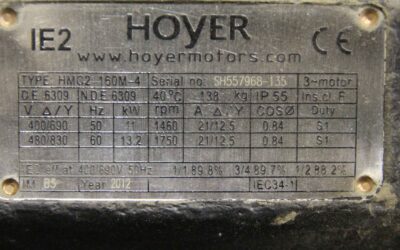 IE2 HOYER CE
www.hoyermotors.com
TYPE: HMC2 160M-4 Serial no: SH557968-135 3~motor
D.E. 6309 N.D.E. 6309 40°C 138 kg IP 55 Ins.cl. F
V Δ/Y Hz kW rpm A Δ/Y COSØ Duty
400/690 50 11 1460 21/12.5 0.84 S1
480/830 60 13.2 1750 21/12.5 0.84 S1
at 400/690V 50Hz 1/1 89.8% 3/4 89.7% 1/2 88.2%
IM B5 Year 2012 IEC34-1